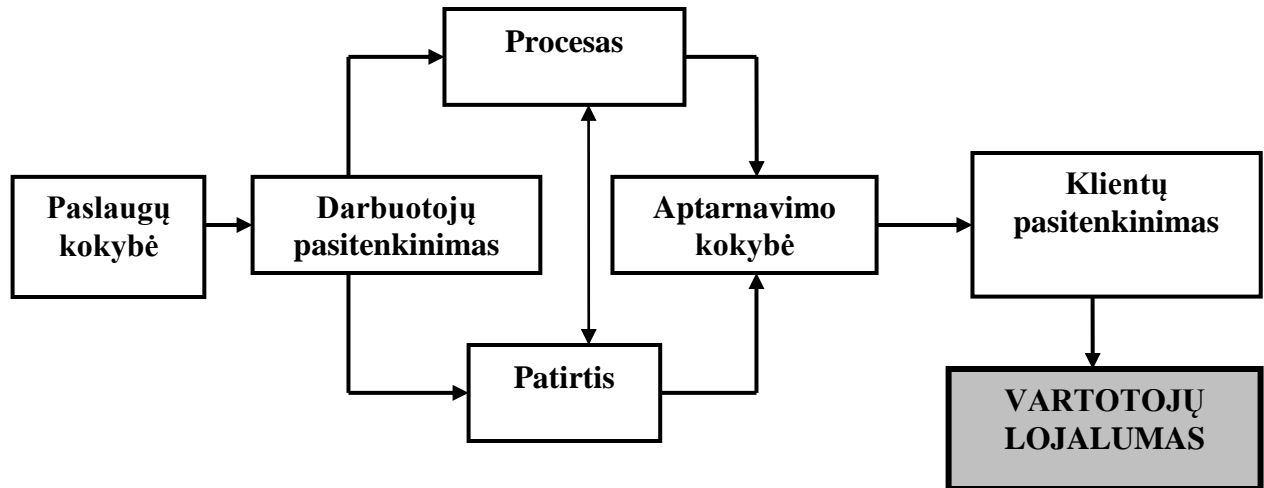 Procesas
Paslaugų
kokybė
Darbuotojų
pasitenkinimas
Aptarnavimo
kokybė
Klientų
pasitenkinimas
Patirtis
VARTOTOJŲ
LOJALUMAS